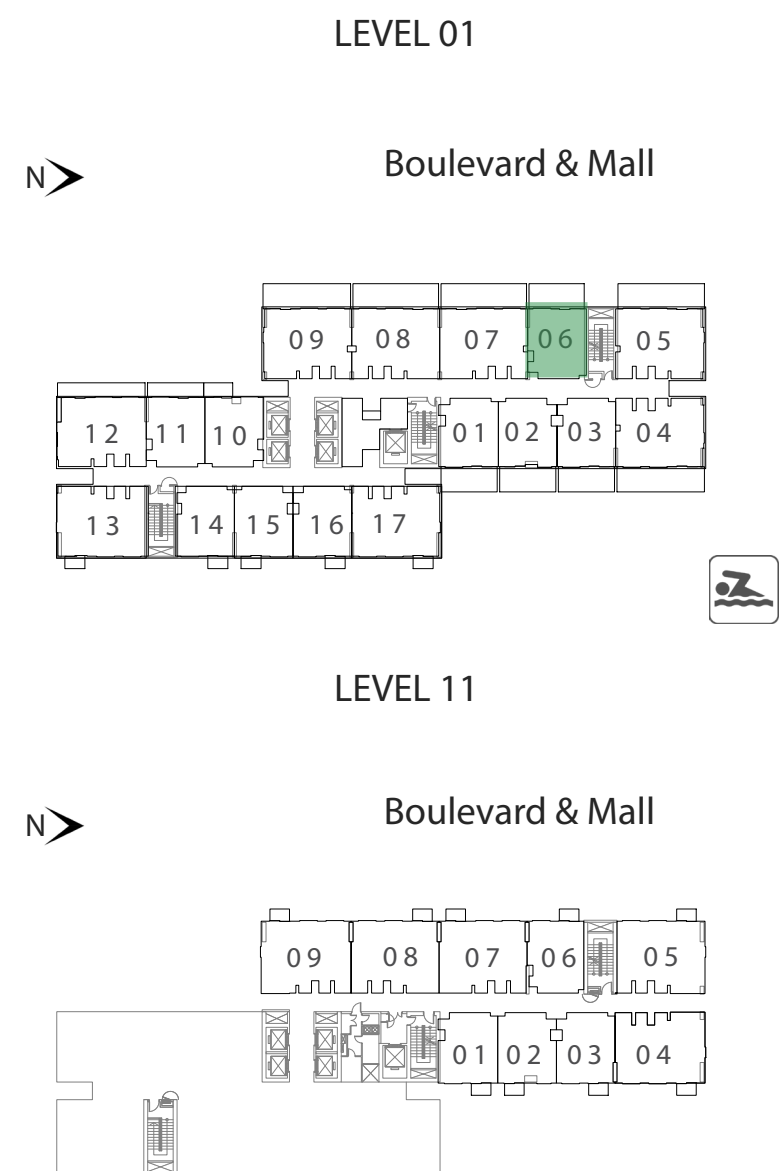 LEVEL 01
N
Boulevard & Mall
09 08 07 06 05
12 11 10 01 02 03 04
13 14 15 16 17
LEVEL 11
N
Boulevard & Mall
09 08 07 06 05
01 02 03 04